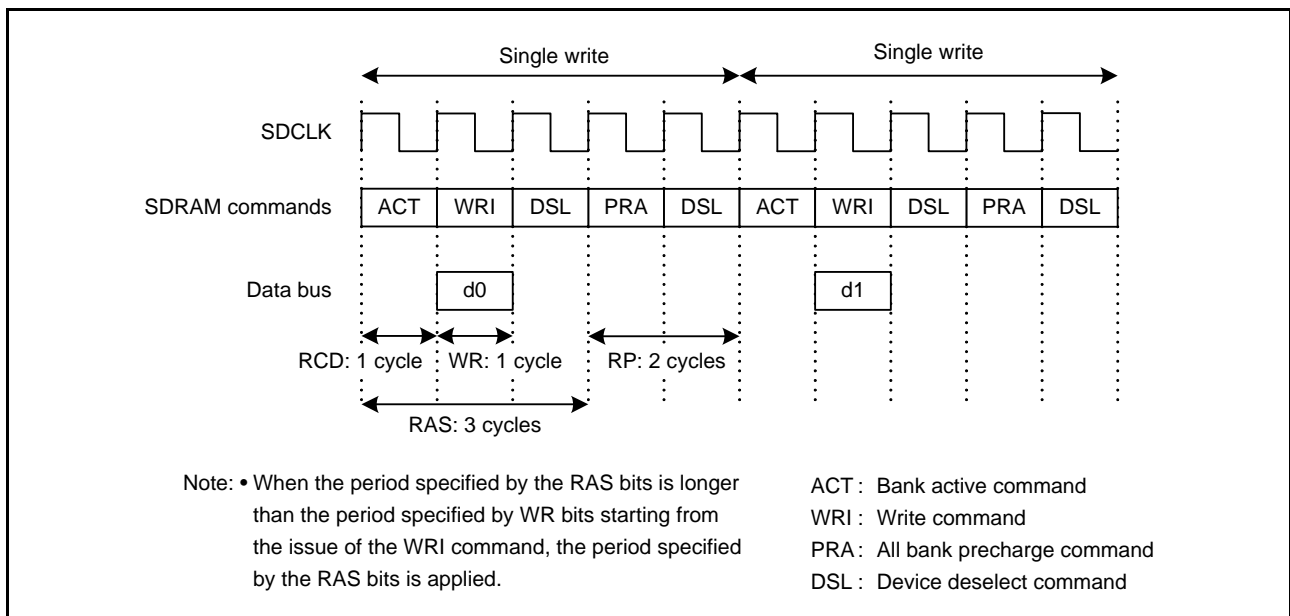 Single write Single write
SDCLK
SDRAM commands ACT WRI DSL PRA DSL ACT WRI DSL PRA DSL
Data bus d0 d1
RCD: 1 cycle WR: 1 cycle RP: 2 cycles
RAS: 3 cycles
Note: • When the period specified by the RAS bits is longer
than the period specified by WR bits starting from
the issue of the WRI command, the period specified
by the RAS bits is applied.
ACT : Bank active command
WRI : Write command
PRA : All bank precharge command
DSL : Device deselect command